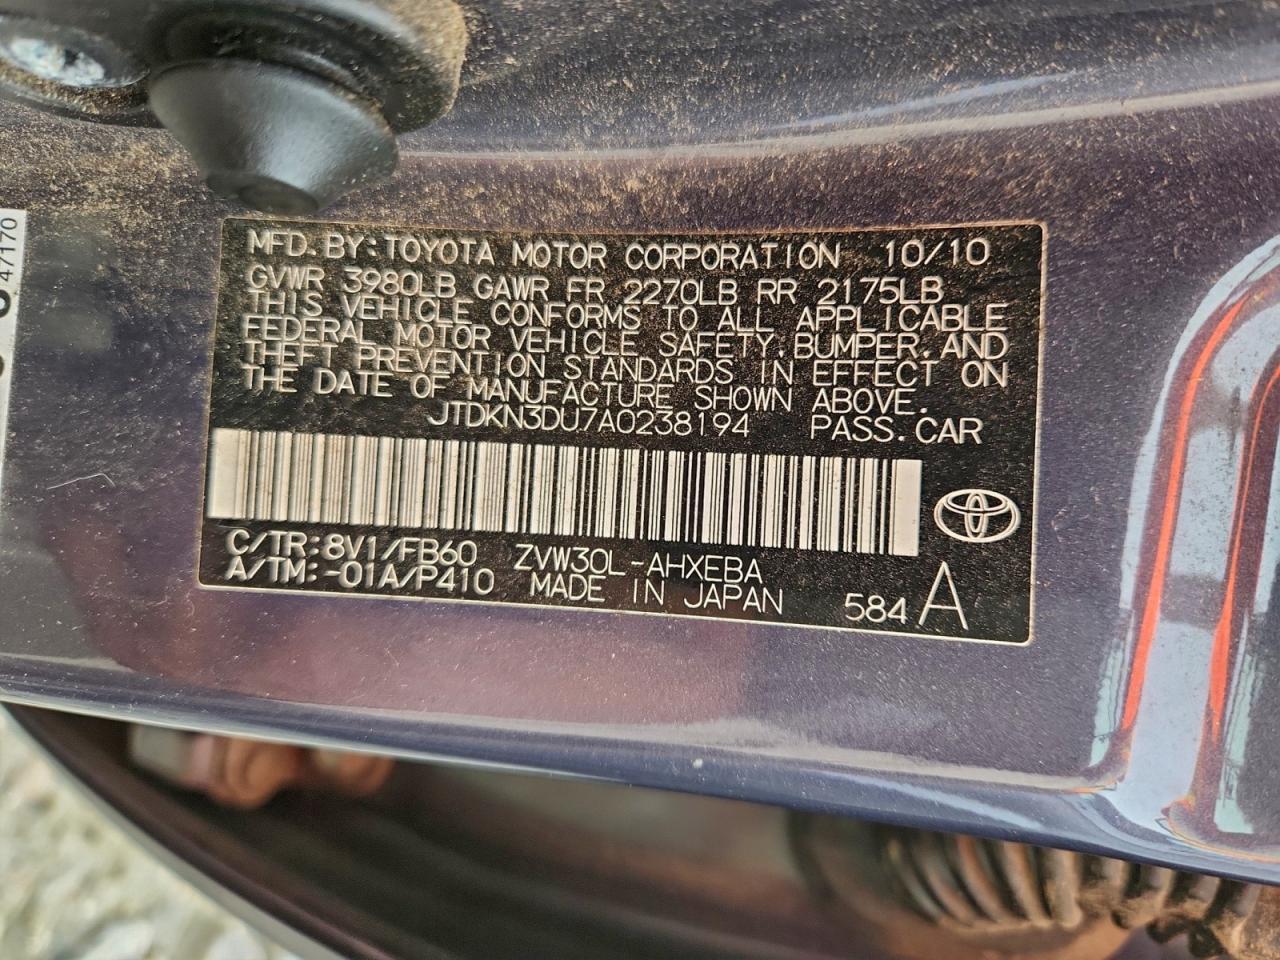 47170
MFD. BY: TOYOTA MOTOR CORPORATION 10/10
GVWR 3980LB GAWR FR 2270LB RR 2175LB
THIS VEHICLE CONFORMS TO ALL APPLICABLE
FEDERAL MOTOR VEHICLE SAFETY, BUMPER, AND
THEFT PREVENTION STANDARDS IN EFFECT ON
THE DATE OF MANUFACTURE SHOWN ABOVE.
JTDKN3DU7A0238194 PASS. CAR
C/TR: 8V1/FB60 ZVW30L-AHXEBA
A/TM: -01A/P410 MADE IN JAPAN 584 A